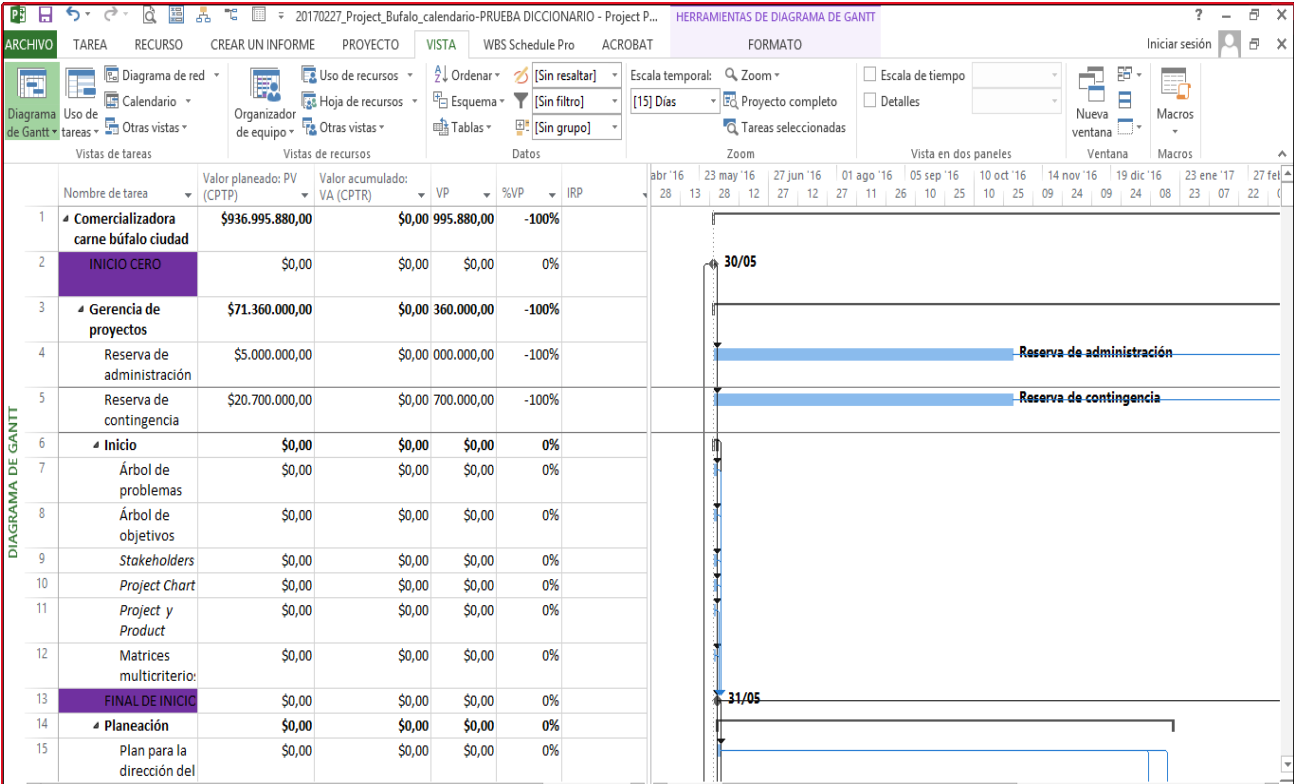 20170227_Project_Bufalo_calendario-PRUEBA DICCIONARIO - Project P...
HERRAMIENTAS DE DIAGRAMA DE GANTT
ARCHIVO TAREA RECURSO CREAR UN INFORME PROYECTO VISTA WBS Schedule Pro ACROBAT FORMATO Iniciar sesión
Diagrama de Gantt
Uso de tareas
Diagrama de red
Calendario
Otras vistas
Vistas de tareas
Organizador de equipo
Uso de recursos
Hoja de recursos
Otras vistas
Vistas de recursos
Ordenar
Esquema
Tablas
[Sin resaltar]
[Sin filtro]
[Sin grupo]
Datos
Escala temporal:
[15] Días
Zoom
Proyecto completo
Tareas seleccionadas
Zoom
Escala de tiempo
Detalles
Vista en dos paneles
Nueva ventana
Ventana
Macros
Macros
Nombre de tarea
Valor planeado: PV (CPTP)
Valor acumulado: VA (CPTR)
VP
%VP
IRP
abr '16 23 may '16 27 jun '16 01 ago '16 05 sep '16 10 oct '16 14 nov '16 19 dic '16 23 ene '17 27 fel
28 13 28 12 27 12 27 11 26 10 25 10 25 09 24 09 24 08 23 07 22
DIAGRAMA DE GANTT
1 Comercializadora carne búfalo ciudad $936.995.880,00 $0,00 995.880,00 -100%
2 INICIO CERO $0,00 $0,00 $0,00 0%
30/05
3 Gerencia de proyectos $71.360.000,00 $0,00 360.000,00 -100%
4 Reserva de administración $5.000.000,00 $0,00 000.000,00 -100%
Reserva de administración
5 Reserva de contingencia $20.700.000,00 $0,00 700.000,00 -100%
Reserva de contingencia
6 Inicio $0,00 $0,00 $0,00 0%
7 Árbol de problemas $0,00 $0,00 $0,00 0%
8 Árbol de objetivos $0,00 $0,00 $0,00 0%
9 Stakeholders $0,00 $0,00 $0,00 0%
10 Project Chart $0,00 $0,00 $0,00 0%
11 Project y Product $0,00 $0,00 $0,00 0%
12 Matrices multicriterio: $0,00 $0,00 $0,00 0%
13 FINAL DE INICIC $0,00 $0,00 $0,00 0%
31/05
14 Planeación $0,00 $0,00 $0,00 0%
15 Plan para la dirección del $0,00 $0,00 $0,00 0%